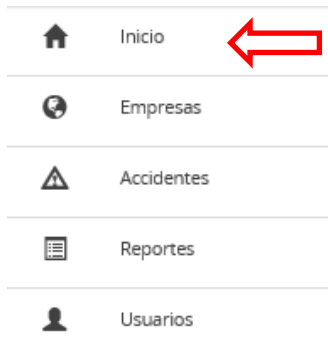 Inicio
Empresas
Accidentes
Reportes
Usuarios